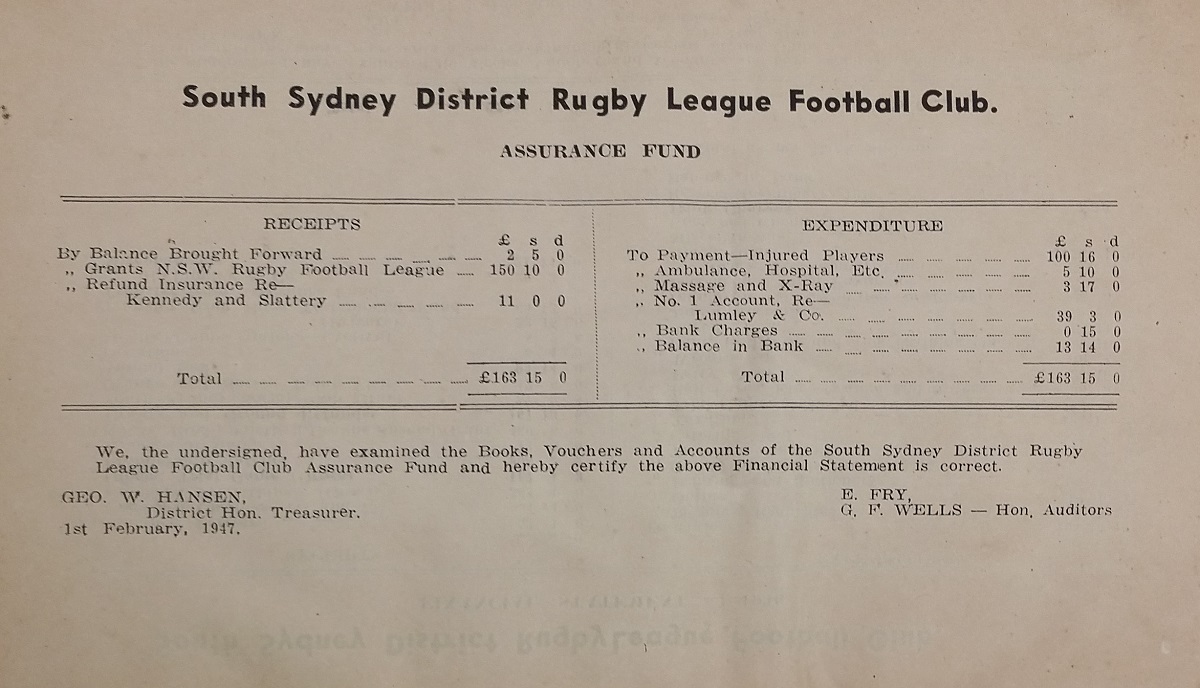 South Sydney District Rugby League Football Club.
ASSURANCE FUND
RECEIPTS
£ s d
By Balance Brought Forward 2 5 0
„ Grants N.S.W. Rugby Football League 150 10 0
„ Refund Insurance Re—
Kennedy and Slattery 11 0 0
Total £163 15 0
EXPENDITURE
£ s d
To Payment—Injured Players 100 16 0
„ Ambulance, Hospital, Etc. 5 10 0
„ Massage and X-Ray 3 17 0
„ No. 1 Account, Re—
Lumley & Co. 39 3 0
„ Bank Charges 0 15 0
„ Balance in Bank 13 14 0
Total £163 15 0
We, the undersigned, have examined the Books, Vouchers and Accounts of the South Sydney District Rugby
League Football Club Assurance Fund and hereby certify the above Financial Statement is correct.
GEO. W. HANSEN,
District Hon. Treasurer.
1st February, 1947.
E. FRY,
G. F. WELLS — Hon. Auditors